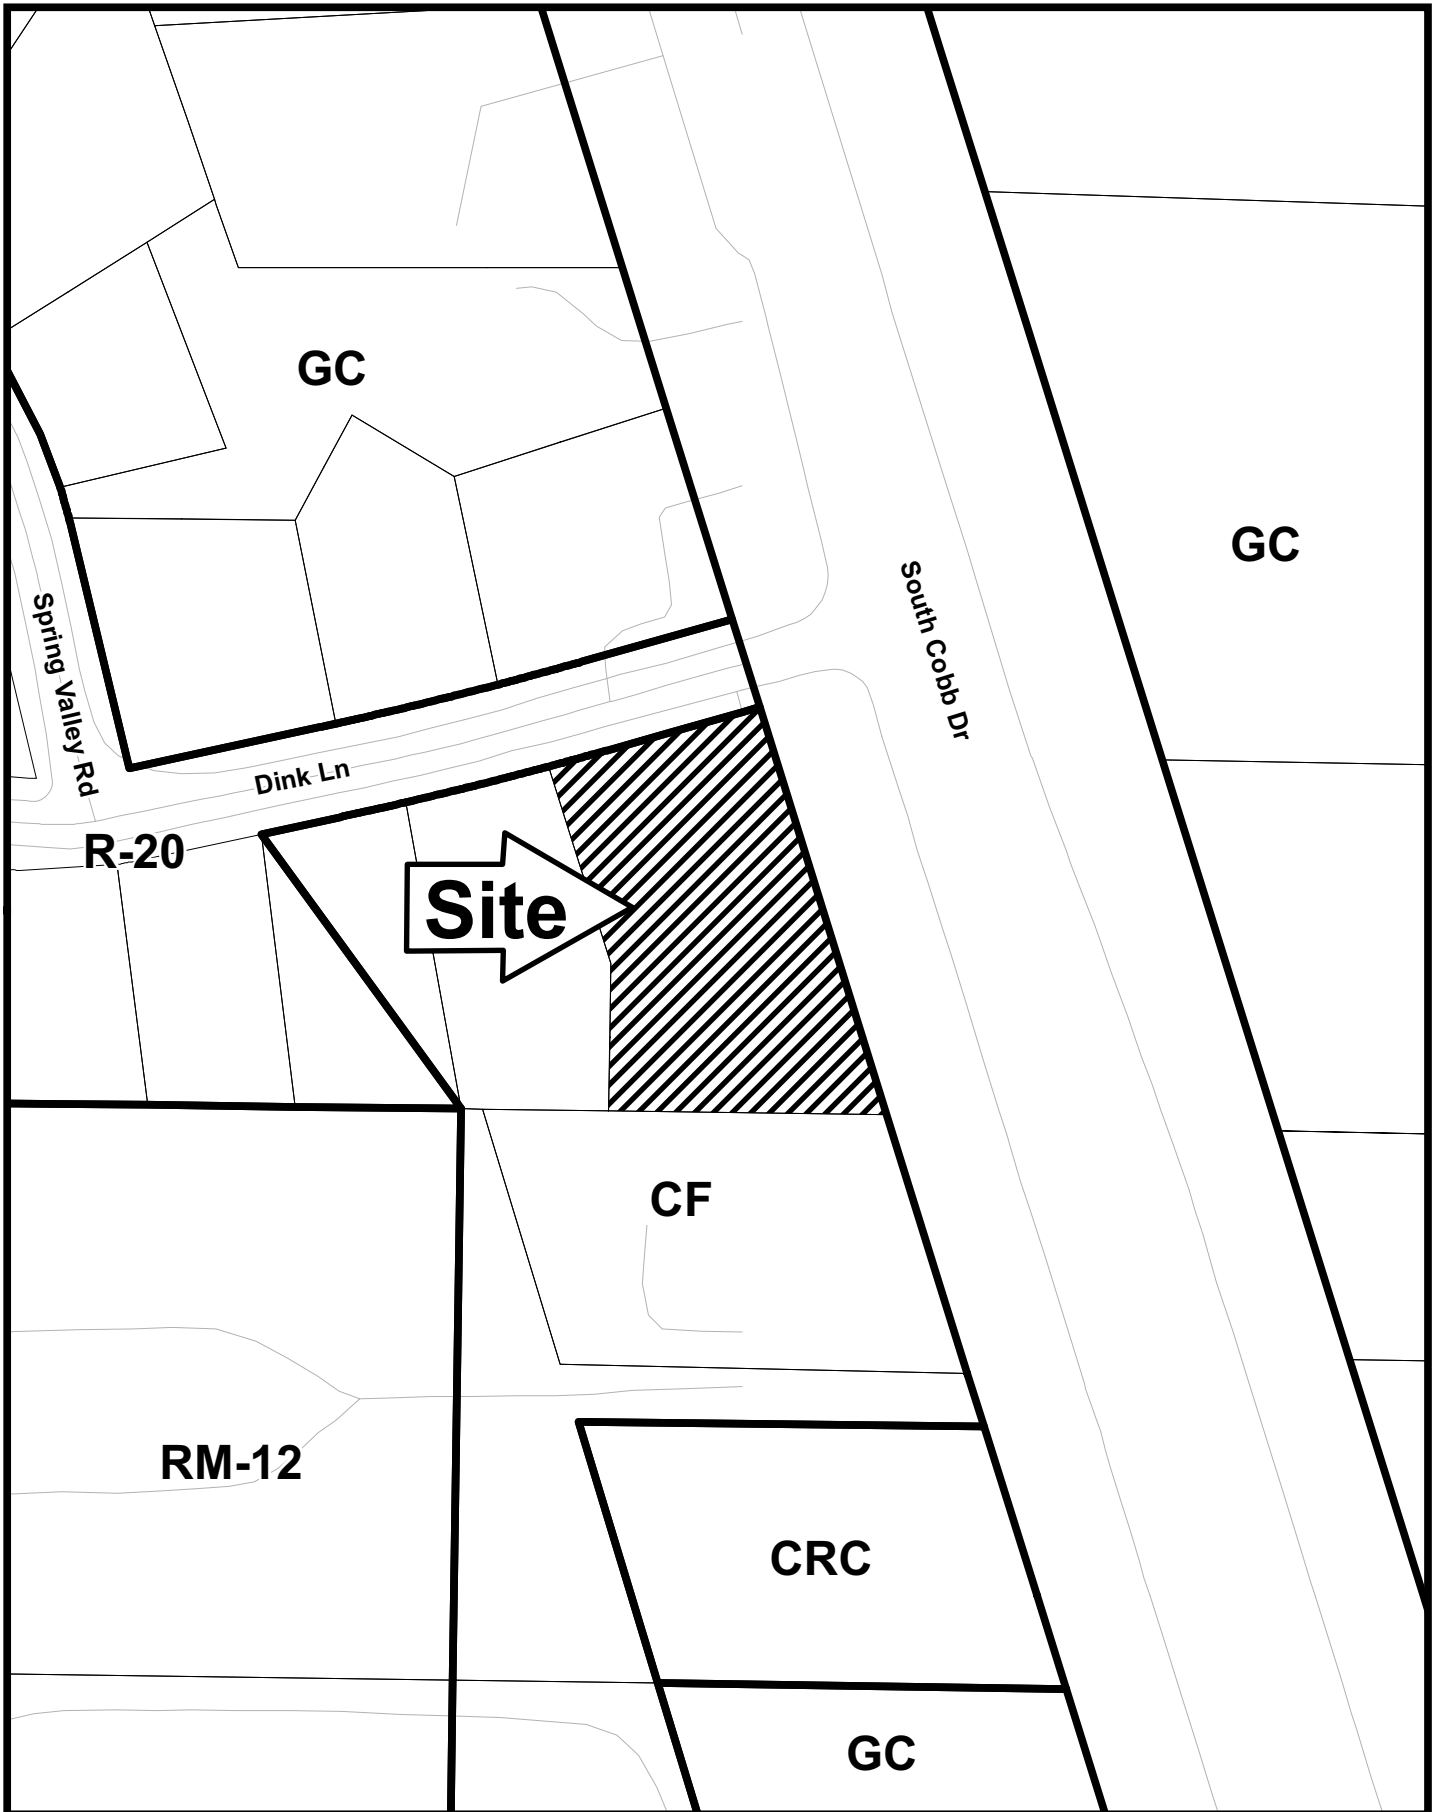 GC
GC
South Cobb Dr
Spring Valley Rd
Dink Ln
R-20
Site
CF
RM-12
CRC
GC